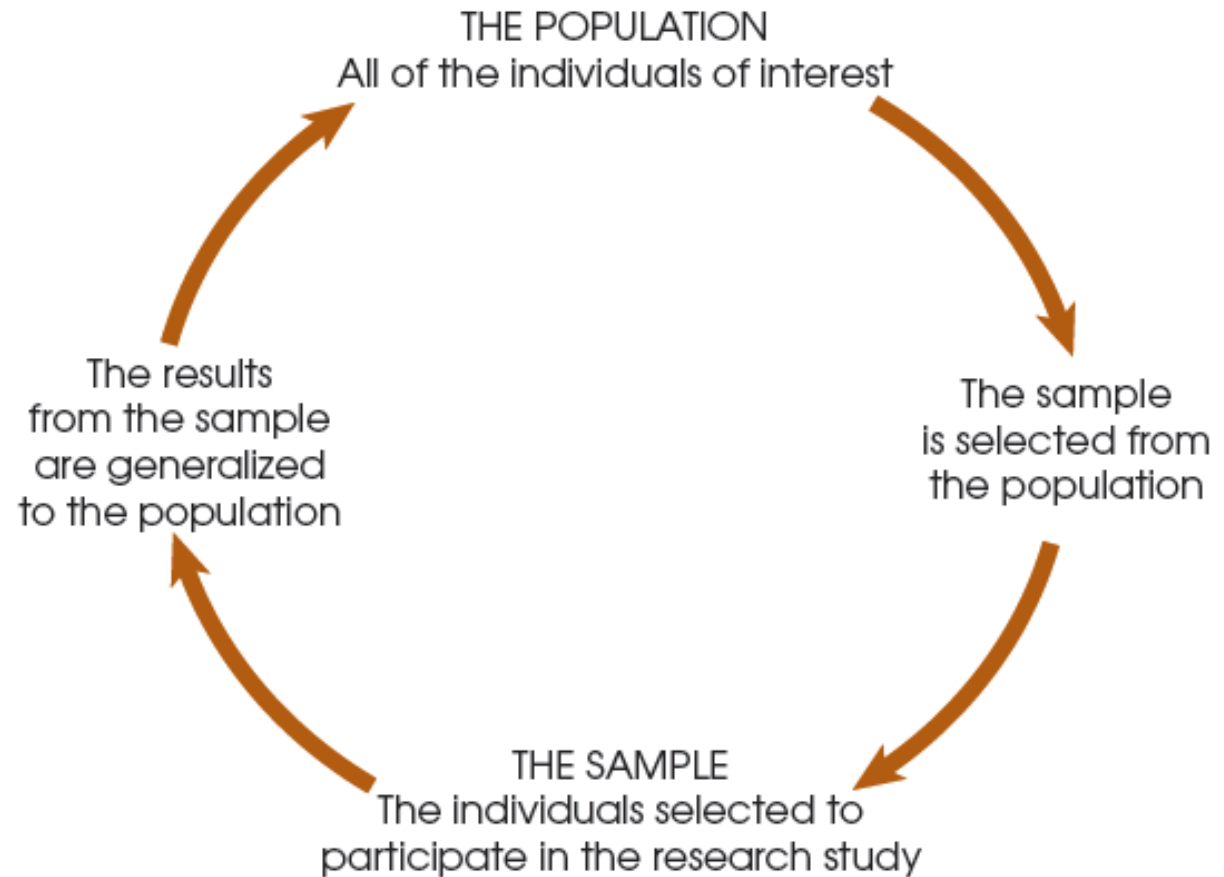 THE POPULATION
All of the individuals of interest
The sample
is selected from
the population
THE SAMPLE
The individuals selected to
participate in the research study
The results
from the sample
are generalized
to the population